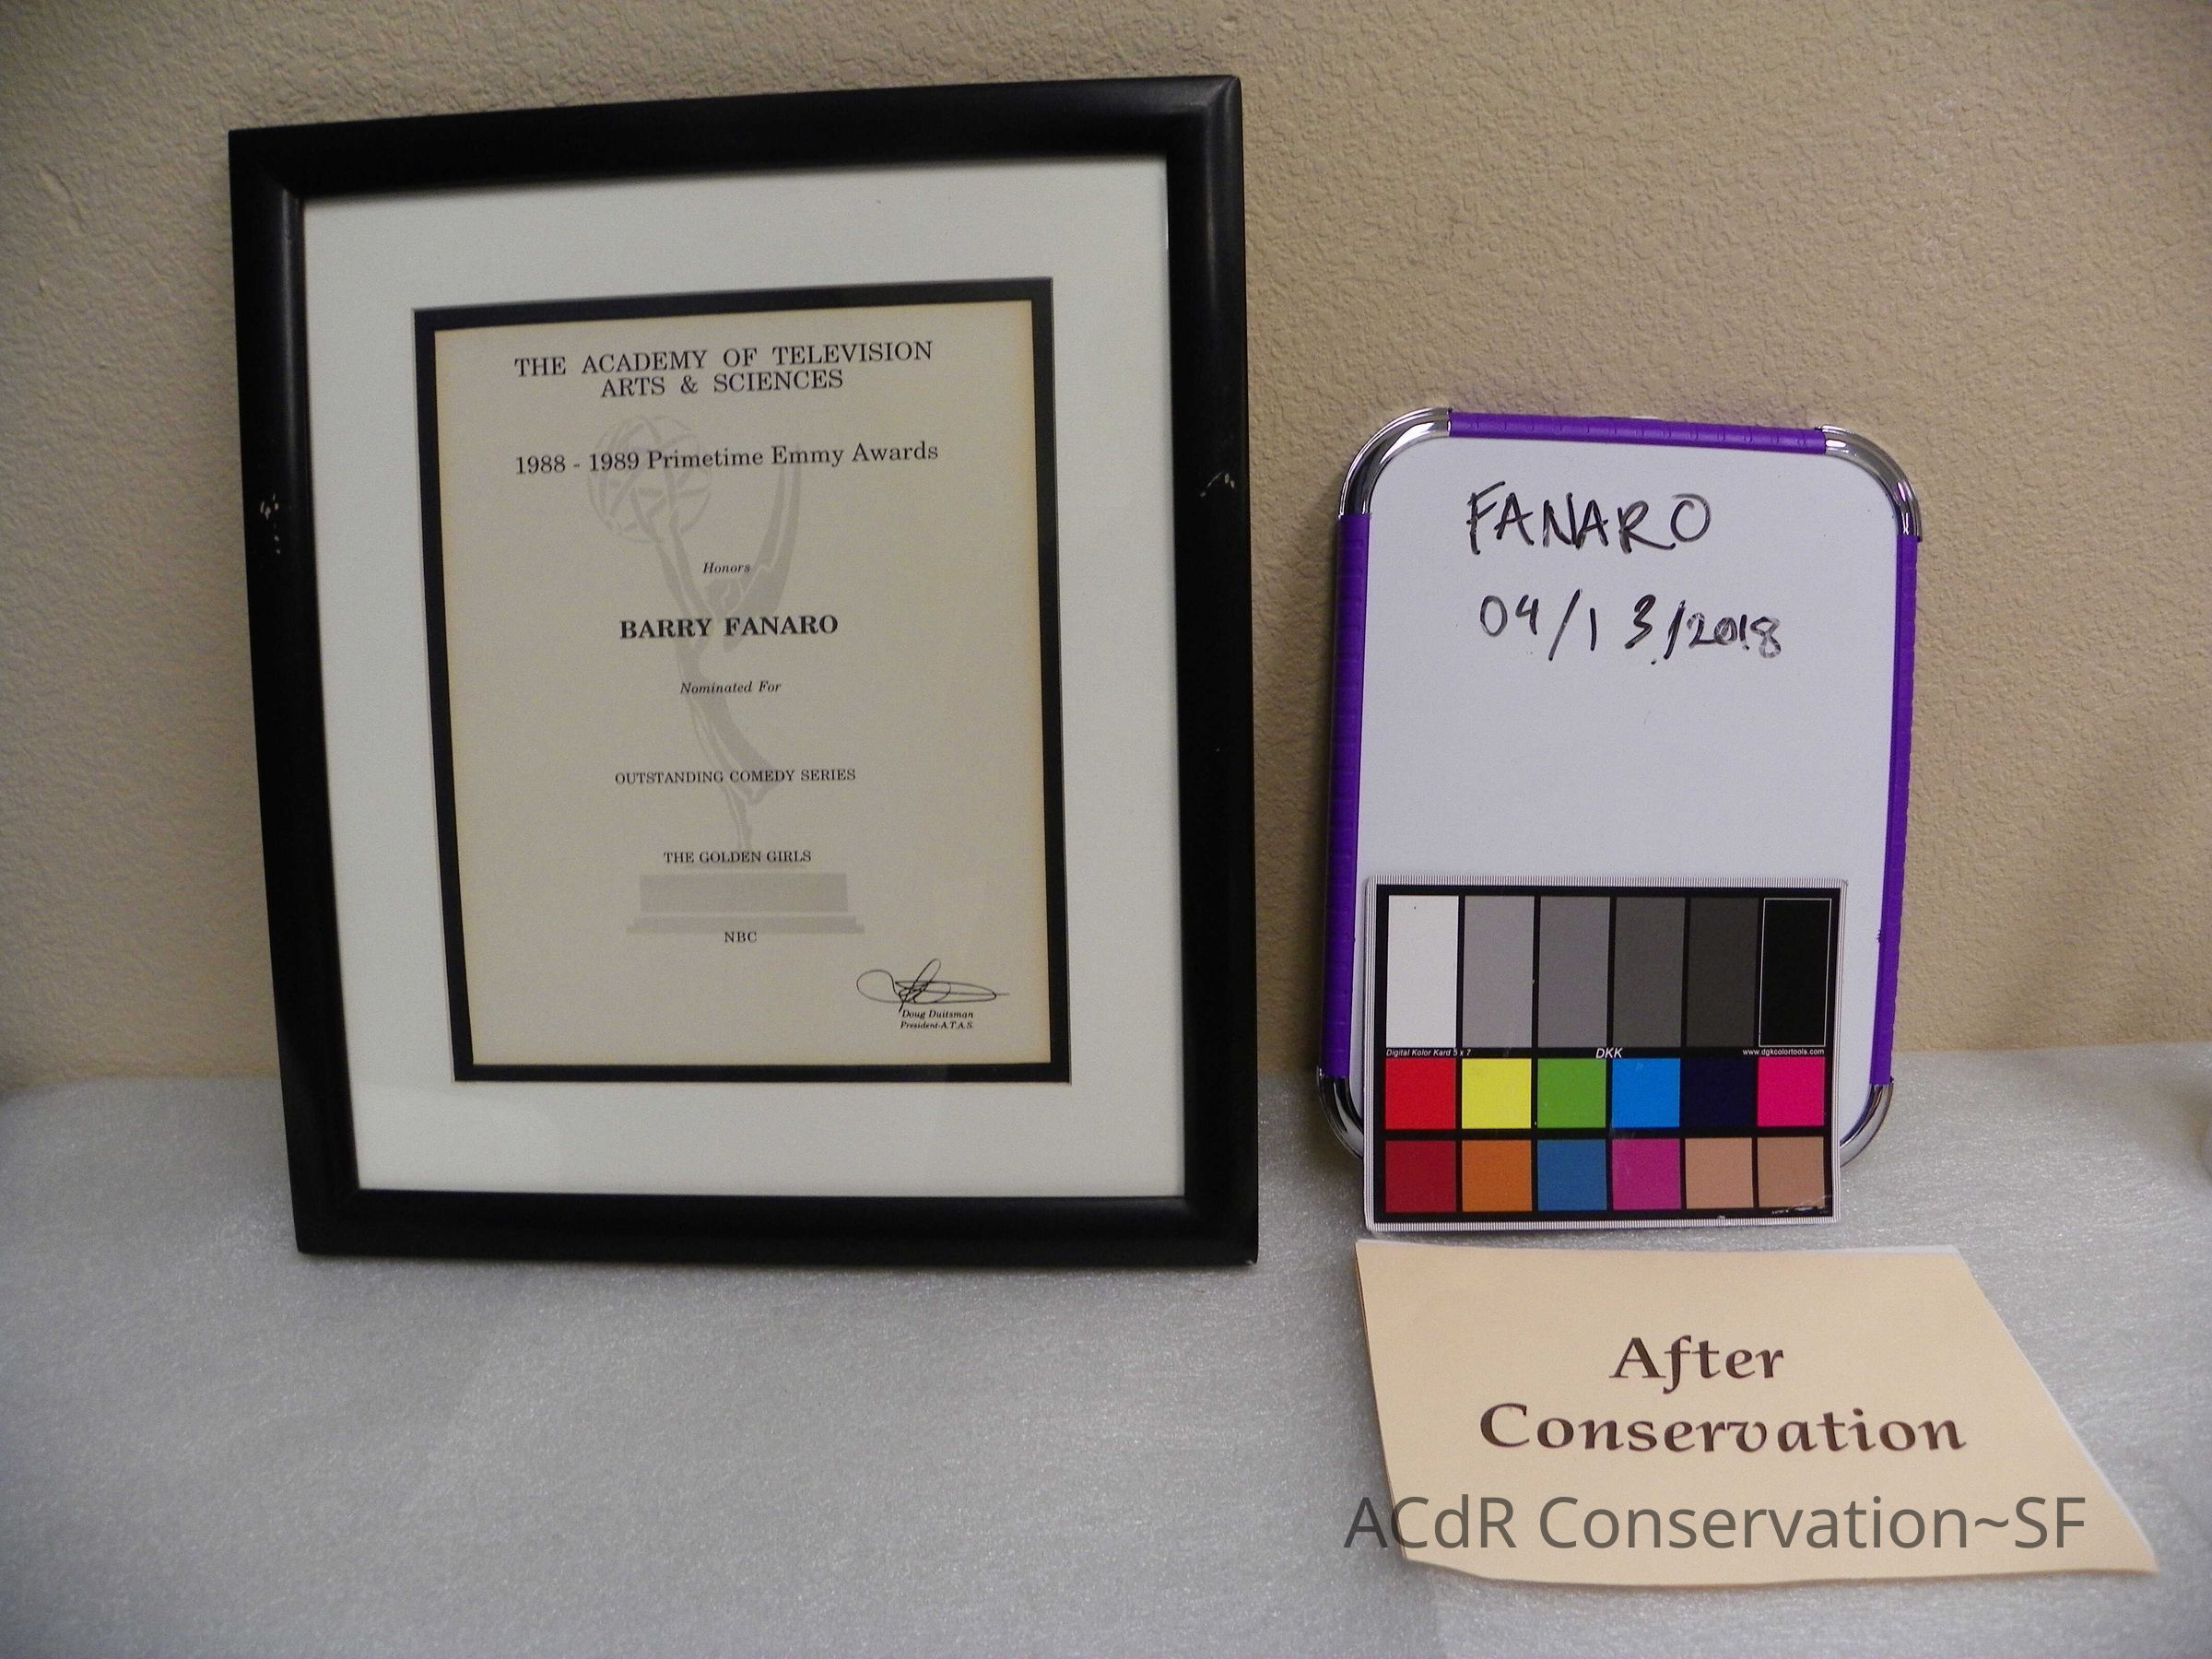 THE ACADEMY OF TELEVISION
ARTS & SCIENCES
1988 - 1989 Primetime Emmy Awards
Honors
BARRY FANARO
Nominated For
OUTSTANDING COMEDY SERIES
THE GOLDEN GIRLS
NBC
Doug Duitsman
President-A.T.A.S.
FANARO
04/13/2018
Digital Kolor Kard 5 x 7 DKK www.dgkcolortools.com
After
Conservation
ACdR Conservation~SF